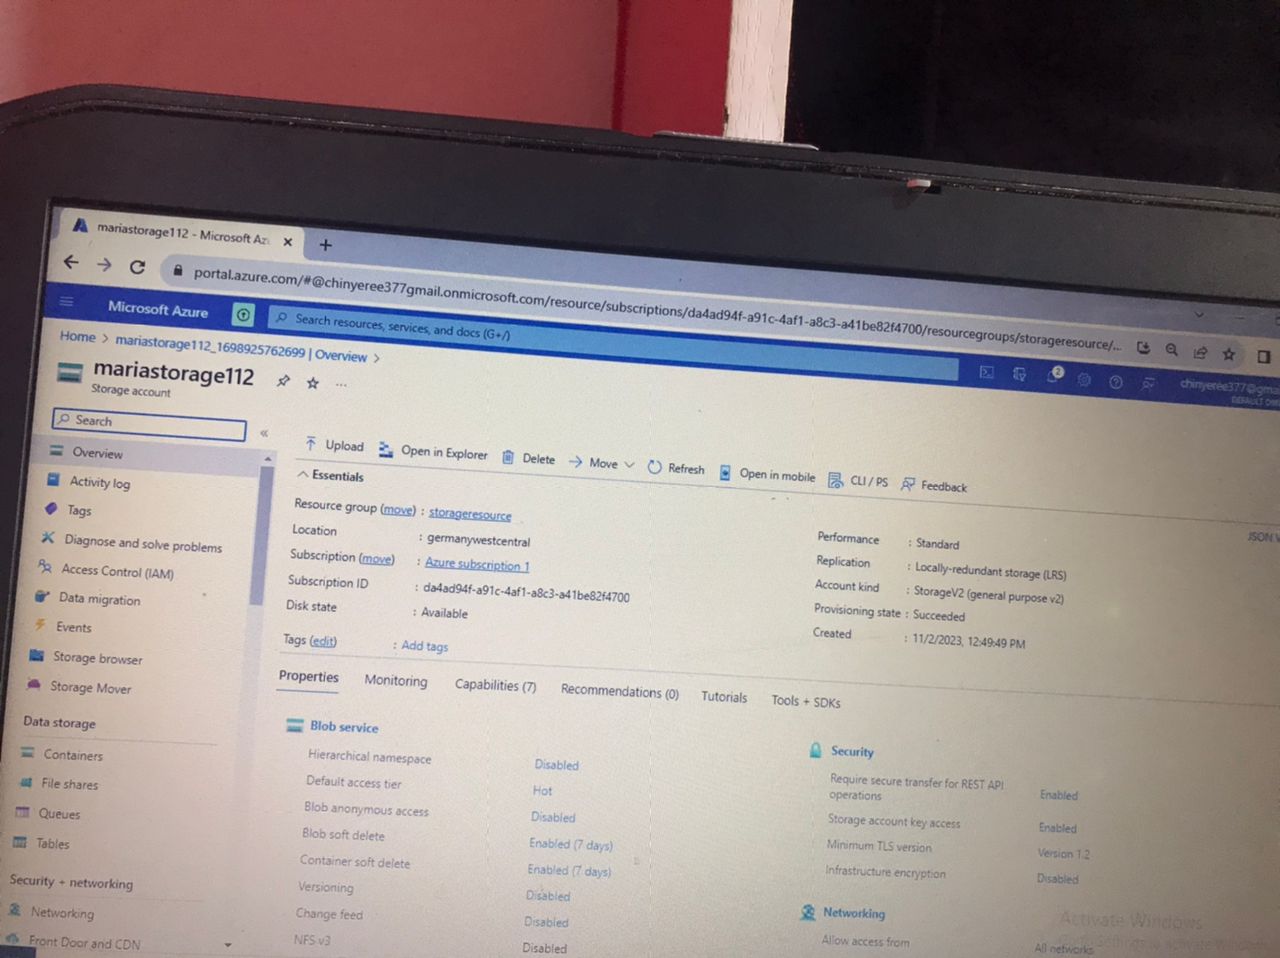 mariastorage112 - Microsoft Az
portal.azure.com/#@chinyeree377gmail.onmicrosoft.com/resource/subscriptions/da4ad94f-a91c-4af1-a8c3-a41be82f4700/resourcegroups/storageresource/...
Microsoft Azure
Search resources, services, and docs (G+/)
2
chinyeree377@gma
Home > mariastorage112_1698925762699 | Overview >
mariastorage112
Storage account
Search
Overview
Activity log
Tags
Diagnose and solve problems
Access Control (IAM)
Data migration
Events
Storage browser
Storage Mover
Data storage
Containers
File shares
Queues
Tables
Security + networking
Networking
Front Door and CDN
Upload Open in Explorer Delete Move Refresh Open in mobile CLI / PS Feedback
Essentials
JSON V
Resource group (move) : storageresource
Location : germanywestcentral
Subscription (move) : Azure subscription 1
Subscription ID : da4ad94f-a91c-4af1-a8c3-a41be82f4700
Disk state : Available
Tags (edit) : Add tags
Performance : Standard
Replication : Locally-redundant storage (LRS)
Account kind : StorageV2 (general purpose v2)
Provisioning state : Succeeded
Created : 11/2/2023, 12:49:49 PM
Properties Monitoring Capabilities (7) Recommendations (0) Tutorials Tools + SDKs
Blob service
Hierarchical namespace Disabled
Default access tier Hot
Blob anonymous access Disabled
Blob soft delete Enabled (7 days)
Container soft delete Enabled (7 days)
Versioning Disabled
Change feed Disabled
NFS v3 Disabled
Security
Require secure transfer for REST API
operations Enabled
Storage account key access Enabled
Minimum TLS version Version 1.2
Infrastructure encryption Disabled
Networking
Allow access from All networks
Activate Windows